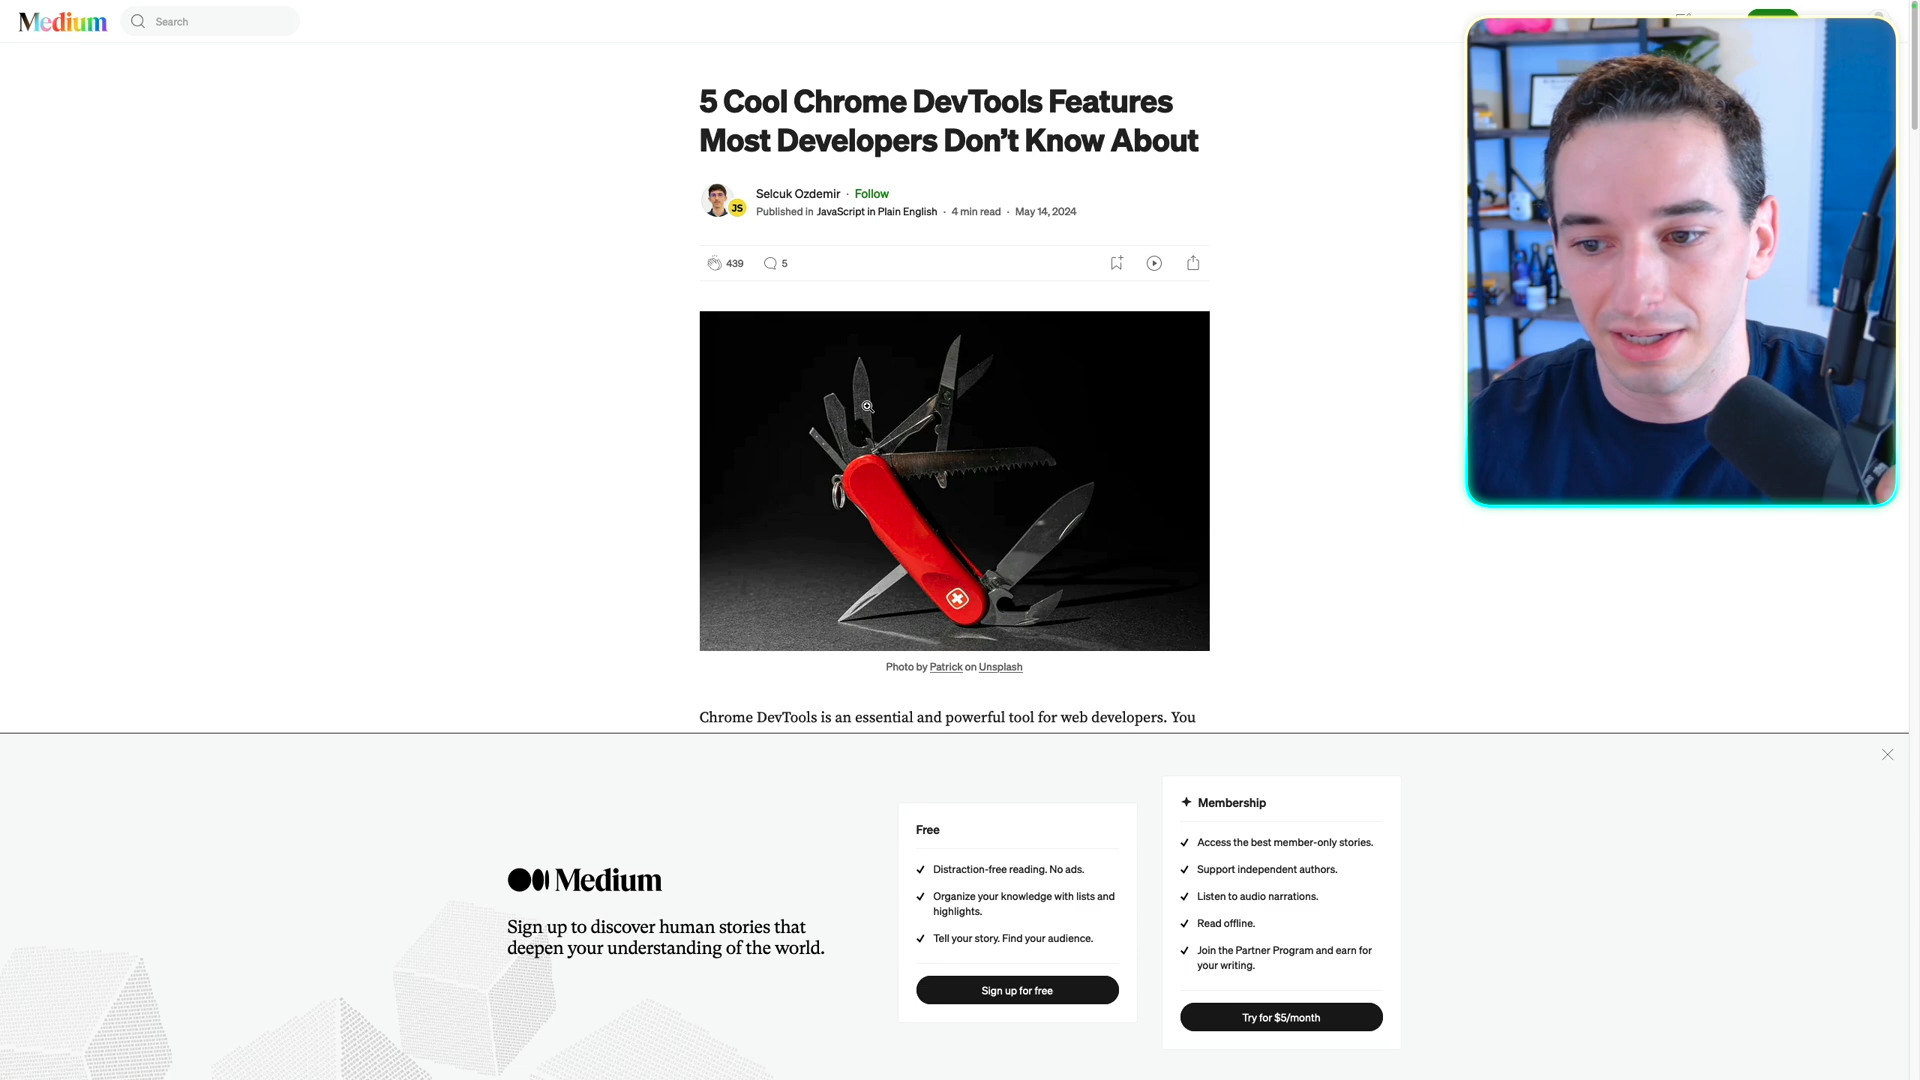 Medium
Search
5 Cool Chrome DevTools Features
Most Developers Don’t Know About
Selcuk Ozdemir · Follow
JS
Published in JavaScript in Plain English · 4 min read · May 14, 2024
439 5
Photo by Patrick on Unsplash
Chrome DevTools is an essential and powerful tool for web developers. You
Medium
Sign up to discover human stories that
deepen your understanding of the world.
Free
Distraction-free reading. No ads.
Organize your knowledge with lists and
highlights.
Tell your story. Find your audience.
Sign up for free
Membership
Access the best member-only stories.
Support independent authors.
Listen to audio narrations.
Read offline.
Join the Partner Program and earn for
your writing.
Try for $5/month